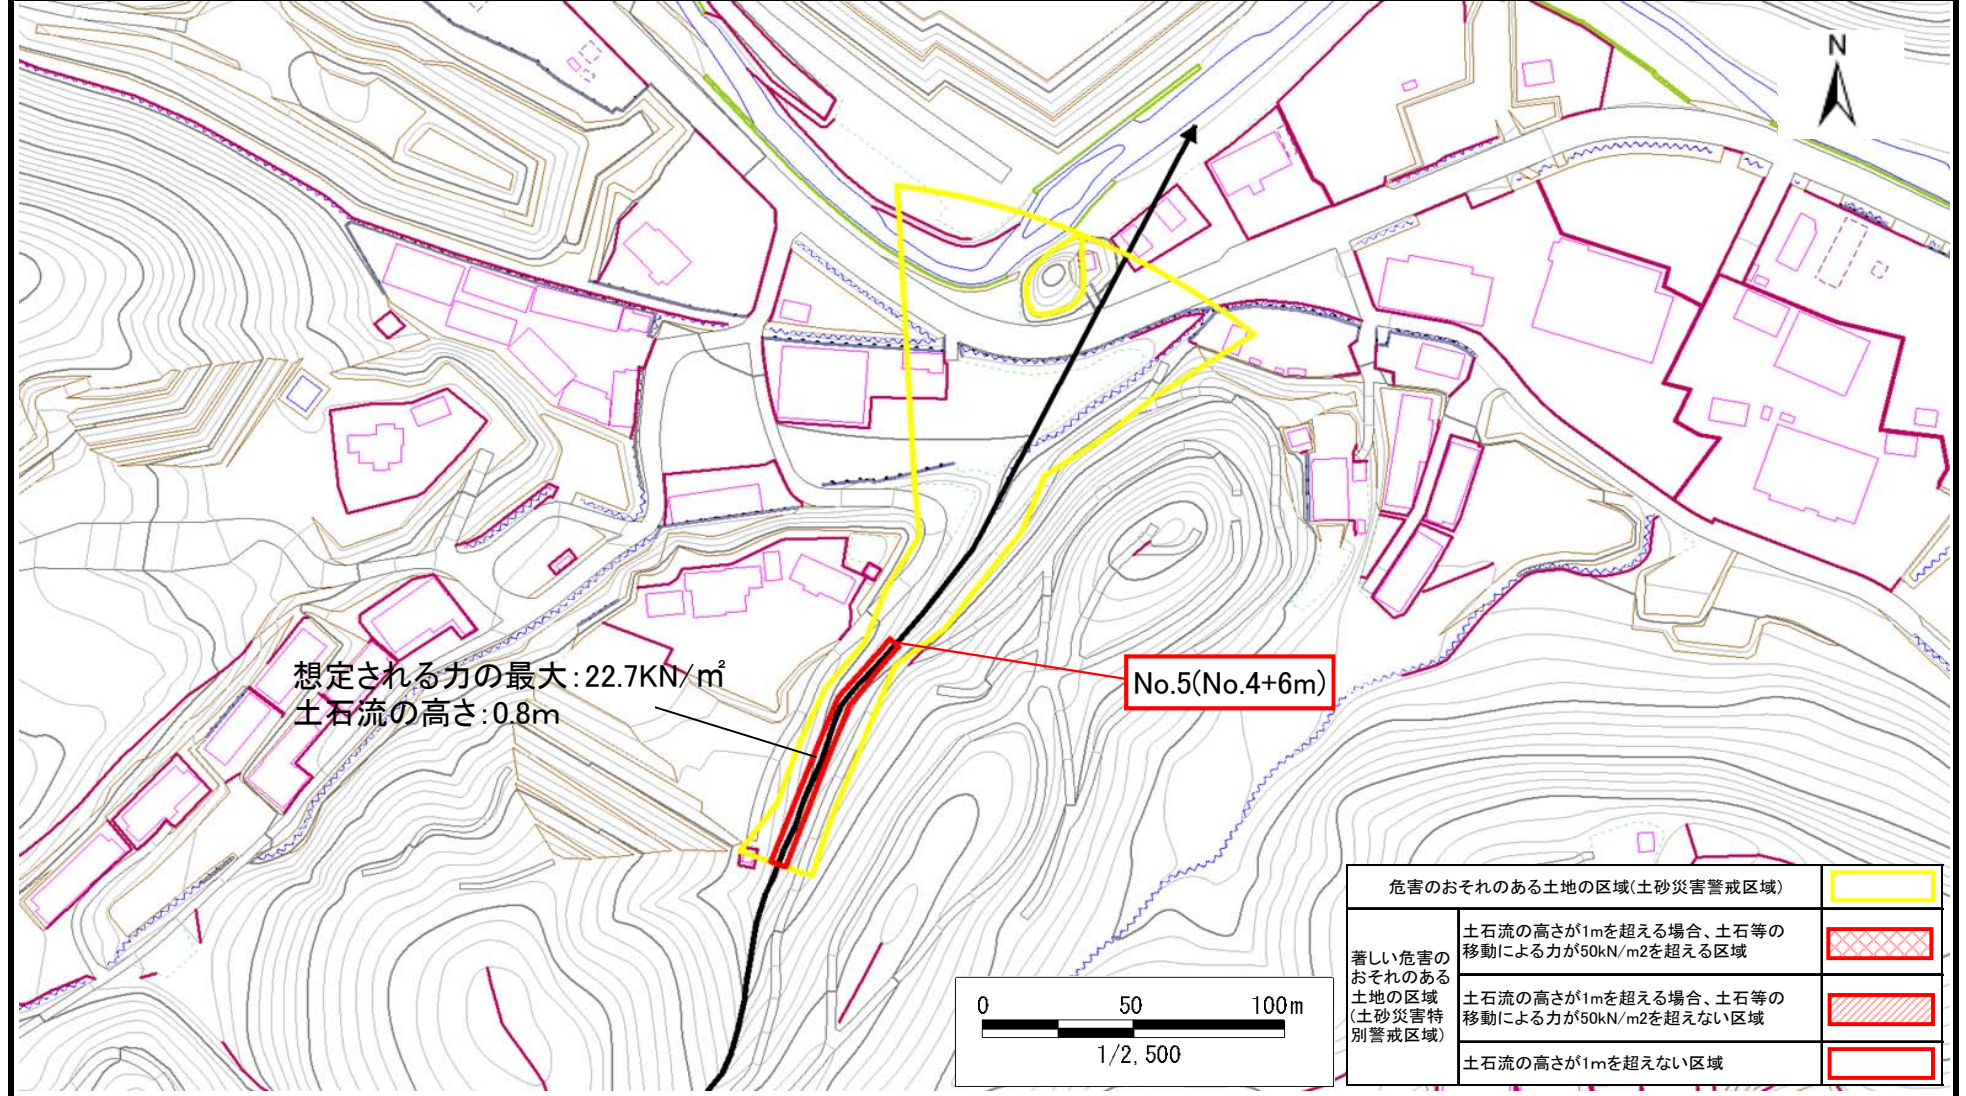 N
想定される力の最大：22.7KN/㎡
土石流の高さ：0.8m
No.5(No.4+6m)
危害のおそれのある土地の区域(土砂災害警戒区域)
著しい危害の
おそれのある
土地の区域
(土砂災害特
別警戒区域)
土石流の高さが1mを超える場合、土石等の
移動による力が50kN/m2を超える区域
土石流の高さが1mを超える場合、土石等の
移動による力が50kN/m2を超えない区域
土石流の高さが1mを超えない区域
0 50 100m
1/2,500